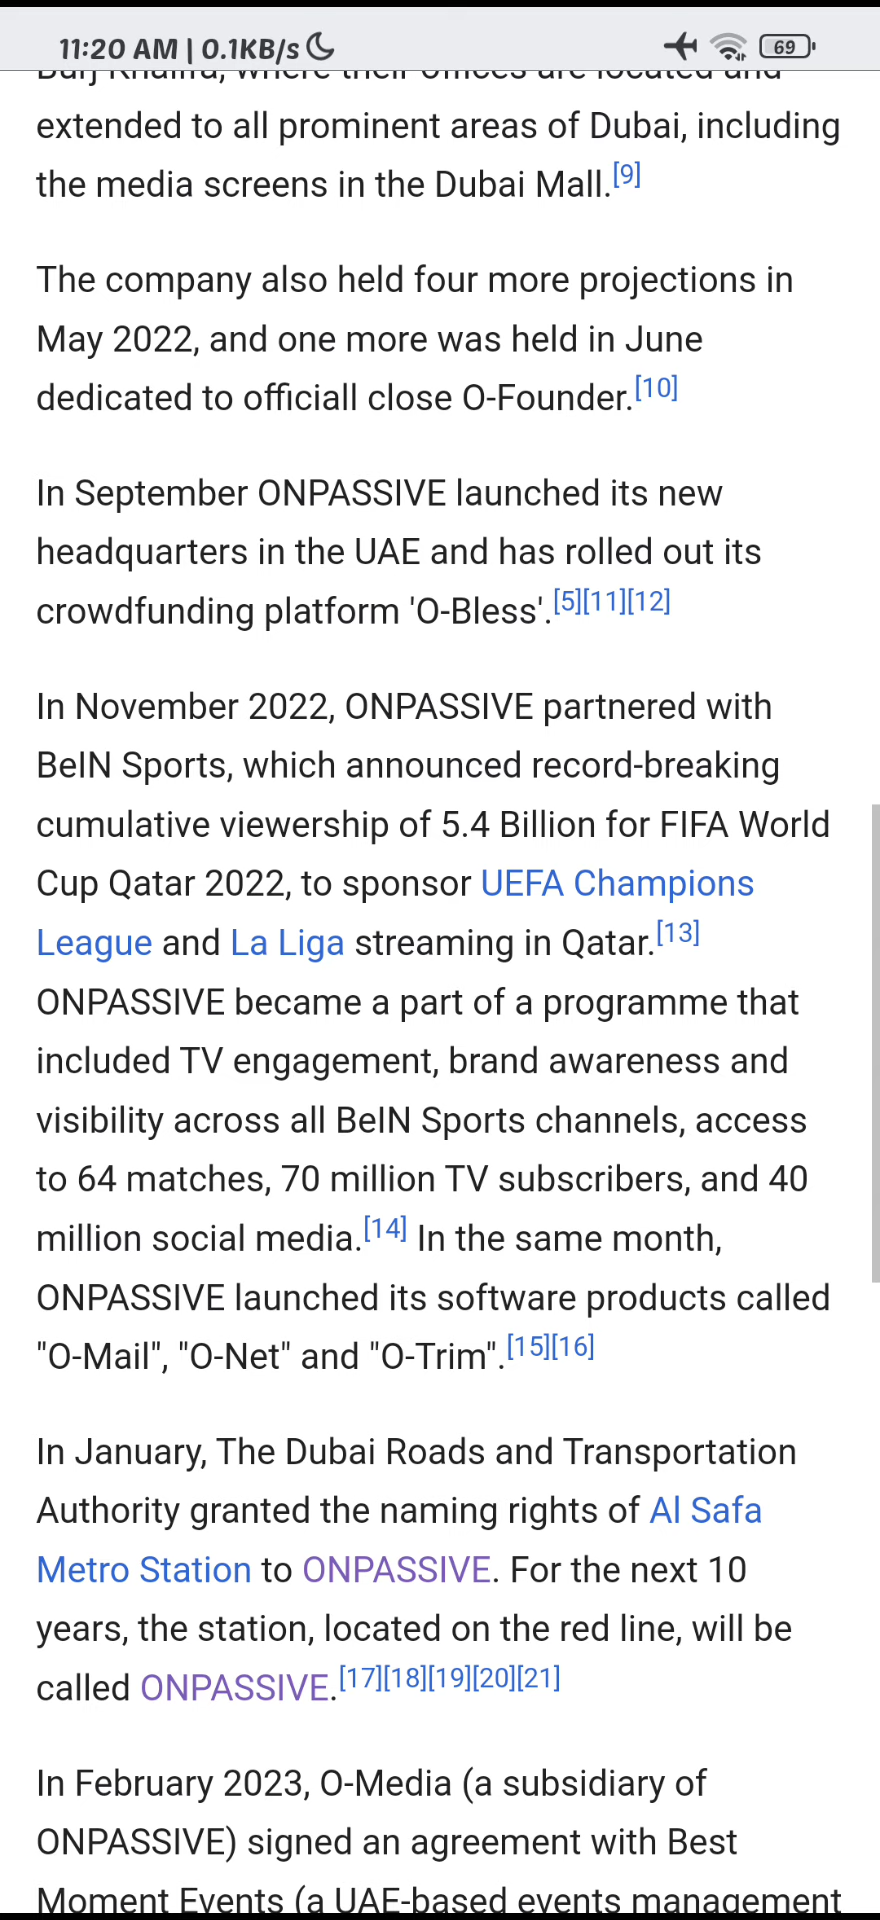 11:20 AM | 0.1KB/s
69
Burj Khalifa, where their offices are located and
extended to all prominent areas of Dubai, including
the media screens in the Dubai Mall.[9]
The company also held four more projections in
May 2022, and one more was held in June
dedicated to officiall close O-Founder.[10]
In September ONPASSIVE launched its new
headquarters in the UAE and has rolled out its
crowdfunding platform 'O-Bless'.[5][11][12]
In November 2022, ONPASSIVE partnered with
BeIN Sports, which announced record-breaking
cumulative viewership of 5.4 Billion for FIFA World
Cup Qatar 2022, to sponsor UEFA Champions
League and La Liga streaming in Qatar.[13]
ONPASSIVE became a part of a programme that
included TV engagement, brand awareness and
visibility across all BeIN Sports channels, access
to 64 matches, 70 million TV subscribers, and 40
million social media.[14] In the same month,
ONPASSIVE launched its software products called
"O-Mail", "O-Net" and "O-Trim".[15][16]
In January, The Dubai Roads and Transportation
Authority granted the naming rights of Al Safa
Metro Station to ONPASSIVE. For the next 10
years, the station, located on the red line, will be
called ONPASSIVE.[17][18][19][20][21]
In February 2023, O-Media (a subsidiary of
ONPASSIVE) signed an agreement with Best
Moment Events (a UAE-based events management